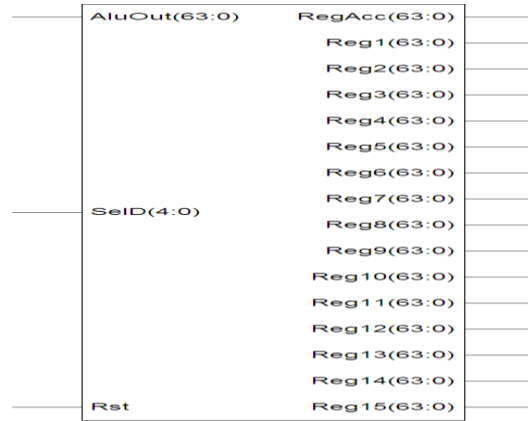 AluOut(63:0) RegAcc(63:0)
Reg1(63:0)
Reg2(63:0)
Reg3(63:0)
Reg4(63:0)
Reg5(63:0)
Reg6(63:0)
Reg7(63:0)
SelD(4:0)
Reg8(63:0)
Reg9(63:0)
Reg10(63:0)
Reg11(63:0)
Reg12(63:0)
Reg13(63:0)
Reg14(63:0)
Rst Reg15(63:0)